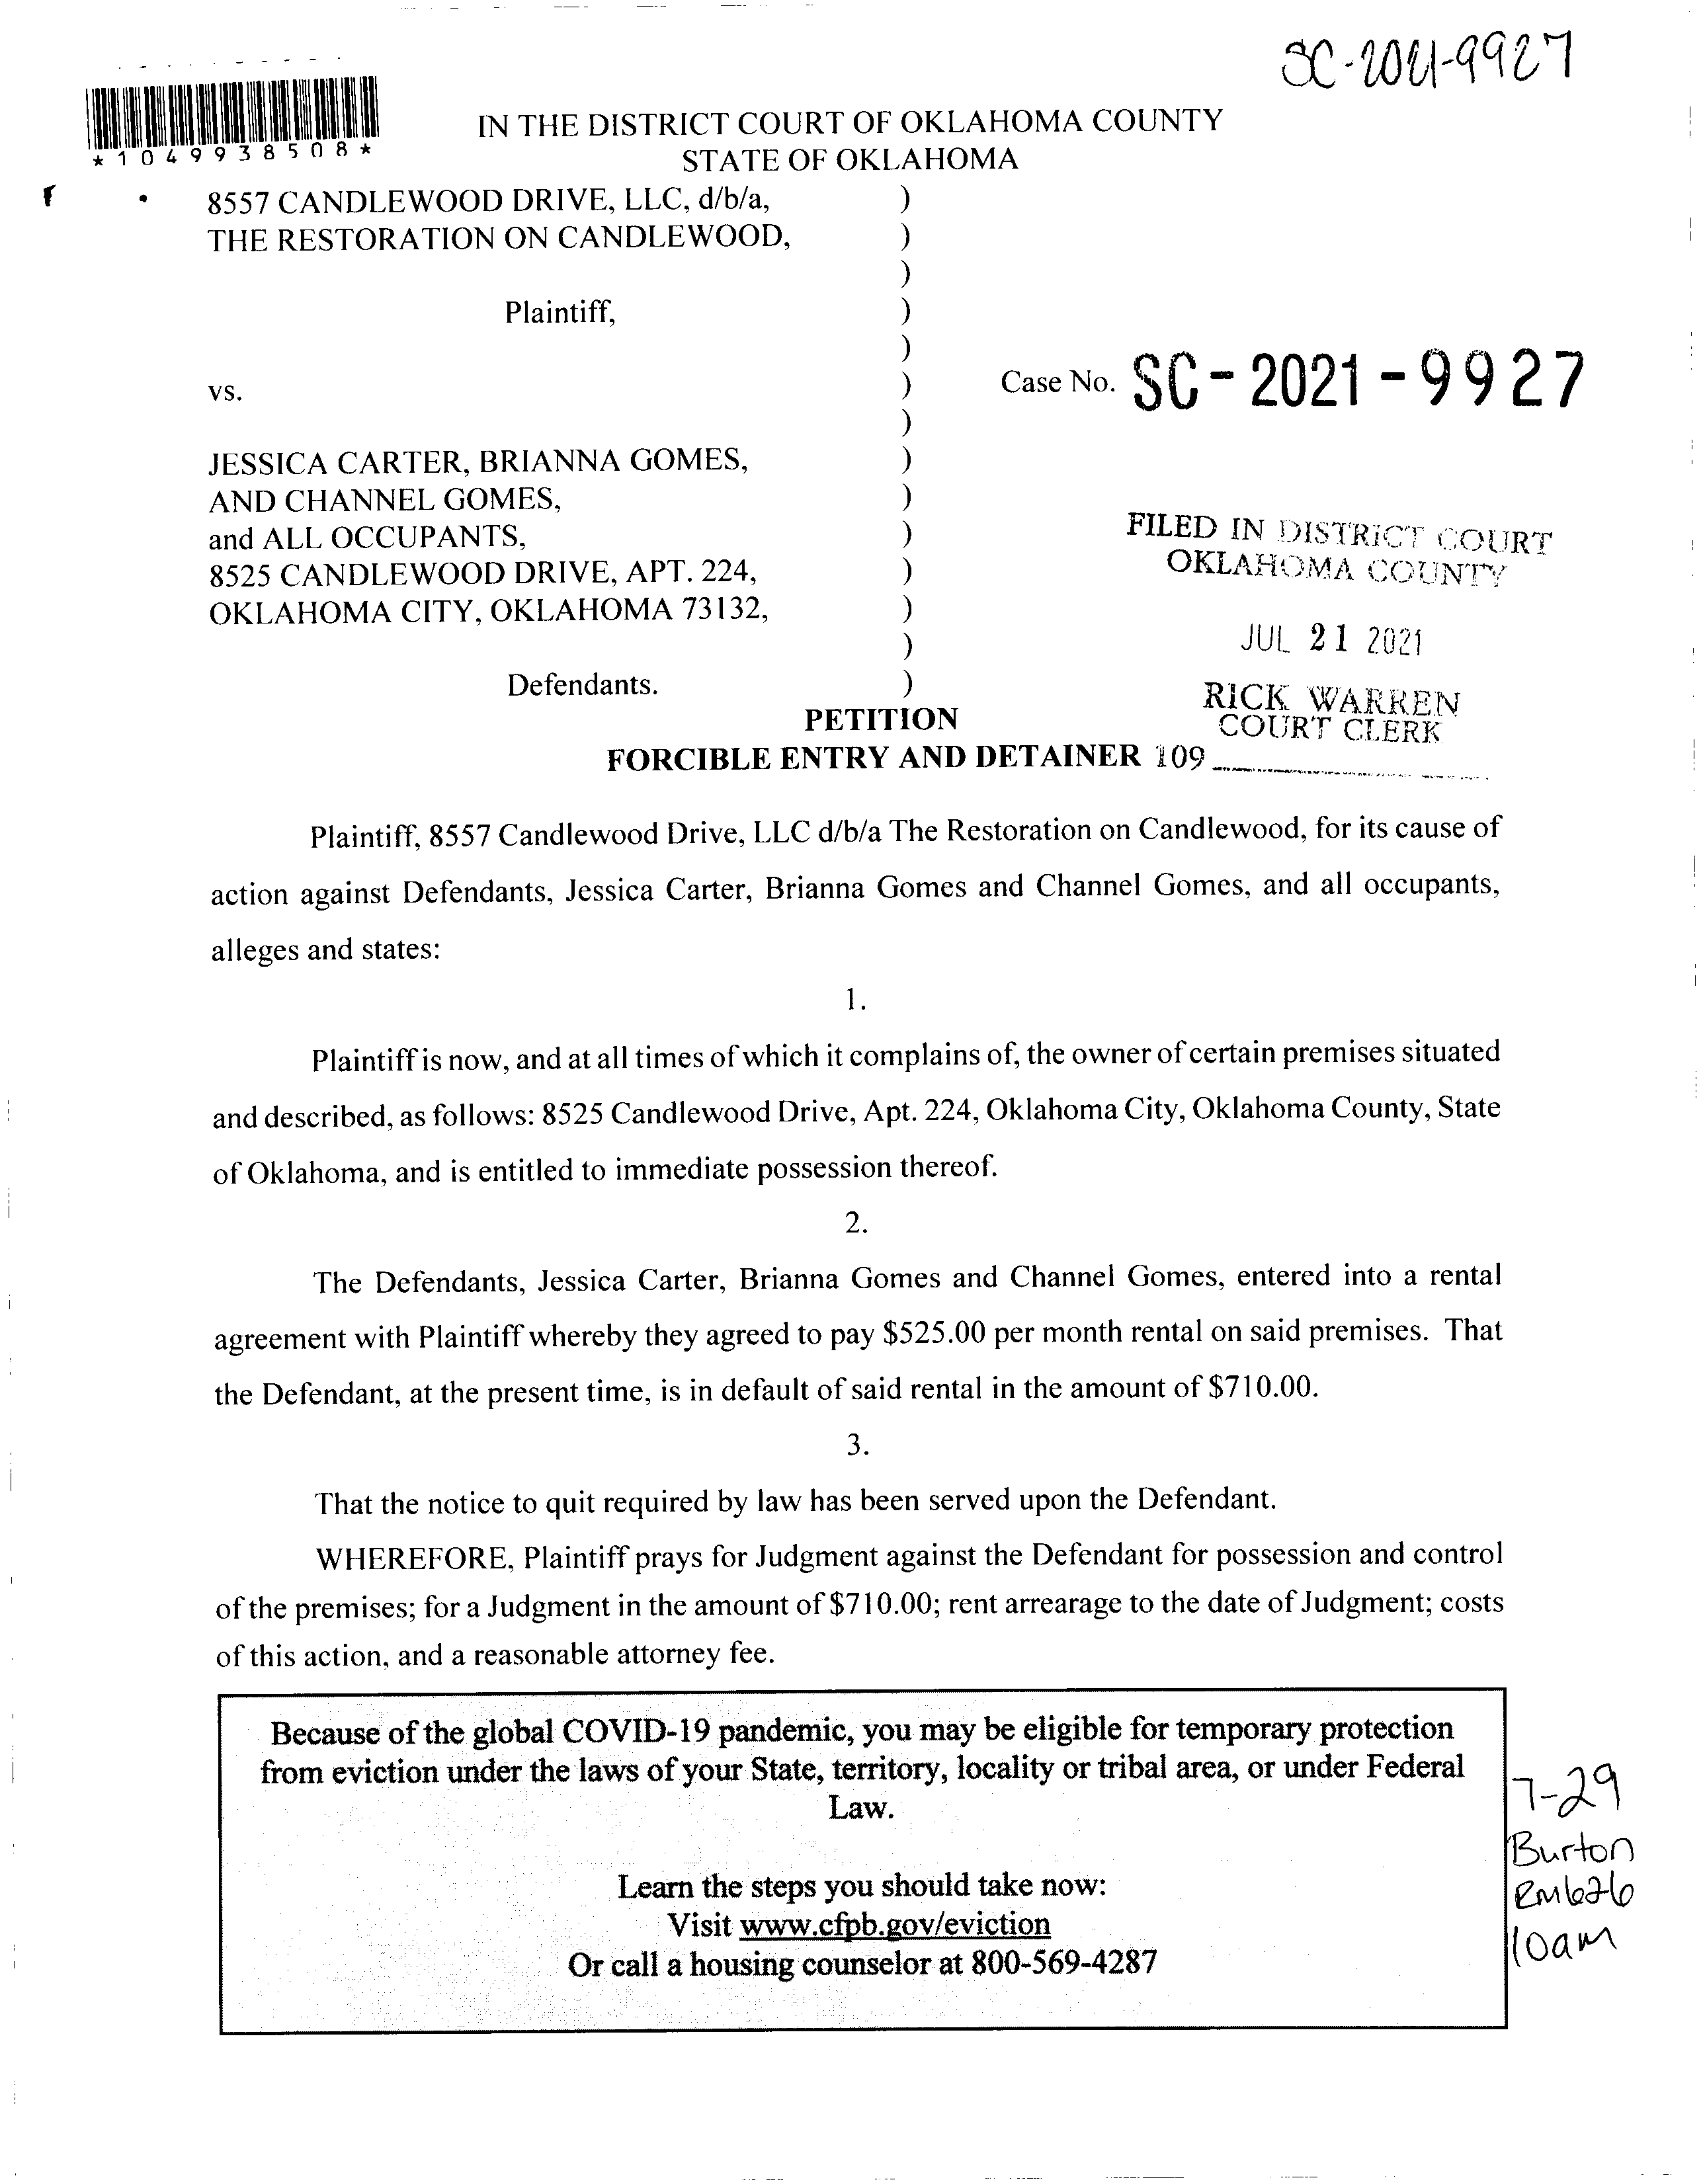 SC-2021-9927
*1049938508*
IN THE DISTRICT COURT OF OKLAHOMA COUNTY
STATE OF OKLAHOMA
8557 CANDLEWOOD DRIVE, LLC, d/b/a, )
THE RESTORATION ON CANDLEWOOD, )
)
Plaintiff, )
)
vs. )
Case No. SC-2021-9927
)
JESSICA CARTER, BRIANNA GOMES, )
AND CHANNEL GOMES, )
and ALL OCCUPANTS, )
8525 CANDLEWOOD DRIVE, APT. 224, )
OKLAHOMA CITY, OKLAHOMA 73132, )
)
Defendants. )
FILED IN DISTRICT COURT
OKLAHOMA COUNTY
JUL 21 2021
RICK WARREN
COURT CLERK
109
PETITION
FORCIBLE ENTRY AND DETAINER
Plaintiff, 8557 Candlewood Drive, LLC d/b/a The Restoration on Candlewood, for its cause of
action against Defendants, Jessica Carter, Brianna Gomes and Channel Gomes, and all occupants,
alleges and states:
1.
Plaintiff is now, and at all times of which it complains of, the owner of certain premises situated
and described, as follows: 8525 Candlewood Drive, Apt. 224, Oklahoma City, Oklahoma County, State
of Oklahoma, and is entitled to immediate possession thereof.
2.
The Defendants, Jessica Carter, Brianna Gomes and Channel Gomes, entered into a rental
agreement with Plaintiff whereby they agreed to pay $525.00 per month rental on said premises. That
the Defendant, at the present time, is in default of said rental in the amount of $710.00.
3.
That the notice to quit required by law has been served upon the Defendant.
WHEREFORE, Plaintiff prays for Judgment against the Defendant for possession and control
of the premises; for a Judgment in the amount of $710.00; rent arrearage to the date of Judgment; costs
of this action, and a reasonable attorney fee.
Because of the global COVID-19 pandemic, you may be eligible for temporary protection
from eviction under the laws of your State, territory, locality or tribal area, or under Federal
Law.
Learn the steps you should take now:
Visit www.cfpb.gov/eviction
Or call a housing counselor at 800-569-4287
7-29
Burton
RM626
10am